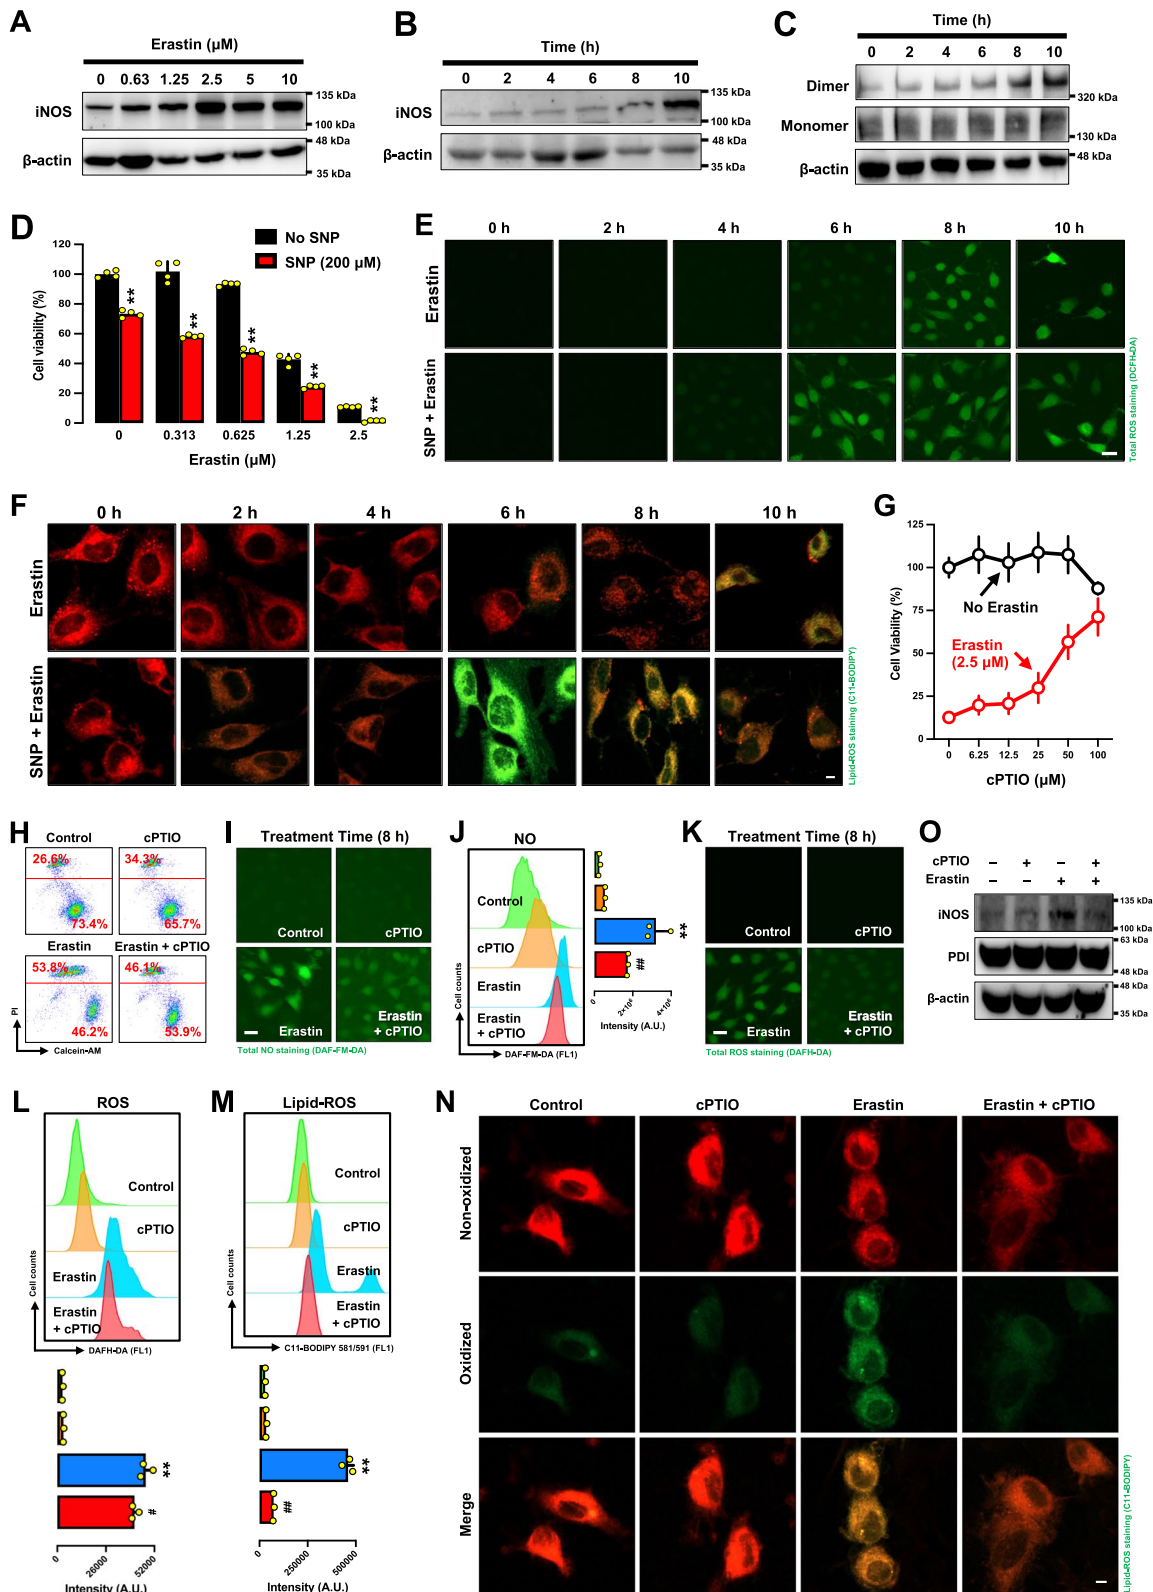 A
Erastin (µM)
0 0.63 1.25 2.5 5 10
iNOS
135 kDa
100 kDa
β-actin
48 kDa
35 kDa
B
Time (h)
0 2 4 6 8 10
iNOS
135 kDa
100 kDa
β-actin
48 kDa
35 kDa
C
Time (h)
0 2 4 6 8 10
Dimer
320 kDa
Monomer
130 kDa
β-actin
48 kDa
D
No SNP
SNP (200 µM)
Cell viability (%)
120
100
80
60
40
20
0
** ** ** ** **
0 0.313 0.625 1.25 2.5
Erastin (µM)
E
0 h 2 h 4 h 6 h 8 h 10 h
Erastin
SNP + Erastin
Total ROS staining (DCFH-DA)
F
0 h 2 h 4 h 6 h 8 h 10 h
Erastin
SNP + Erastin
Lipid-ROS staining (C11-BODIPY)
G
Cell Viability (%)
125
100
75
50
25
0
No Erastin
Erastin
(2.5 µM)
0 6.25 12.5 25 50 100
cPTIO (µM)
H
Control cPTIO
26.6% 34.3%
73.4% 65.7%
Erastin Erastin + cPTIO
53.8% 46.1%
46.2% 53.9%
PI
Calcein-AM
I
Treatment Time (8 h)
Control cPTIO
Erastin
Erastin
+ cPTIO
Total NO staining (DAF-FM-DA)
J
NO
Control
cPTIO
Erastin
Erastin
+ cPTIO
Cell counts
DAF-FM-DA (FL1)
**
##
0 2×10⁶ 4×10⁶
Intensity (A.U.)
K
Treatment Time (8 h)
Control cPTIO
Erastin
Erastin
+ cPTIO
Total ROS staining (DAFH-DA)
O
cPTIO – + – +
Erastin – – + +
iNOS
135 kDa
100 kDa
PDI
63 kDa
48 kDa
β-actin
48 kDa
35 kDa
L
ROS
Control
cPTIO
Erastin
Erastin
+ cPTIO
Cell counts
DAFH-DA (FL1)
**
#
0 26000 52000
Intensity (A.U.)
M
Lipid-ROS
Control
cPTIO
Erastin
Erastin
+ cPTIO
Cell counts
C11-BODIPY 581/591 (FL1)
**
##
0 250000 500000
Intensity (A.U.)
N
Control cPTIO Erastin Erastin + cPTIO
Non-oxidized
Oxidized
Merge
Lipid-ROS staining (C11-BODIPY)